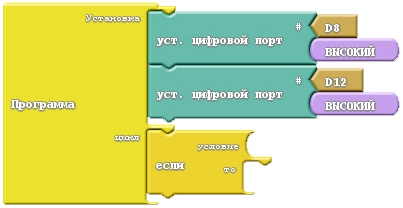 Установка
уст. цифровой порт # D8
ВЫСОКИЙ
уст. цифровой порт # D12
ВЫСОКИЙ
Программа
цикл
условие
если
то